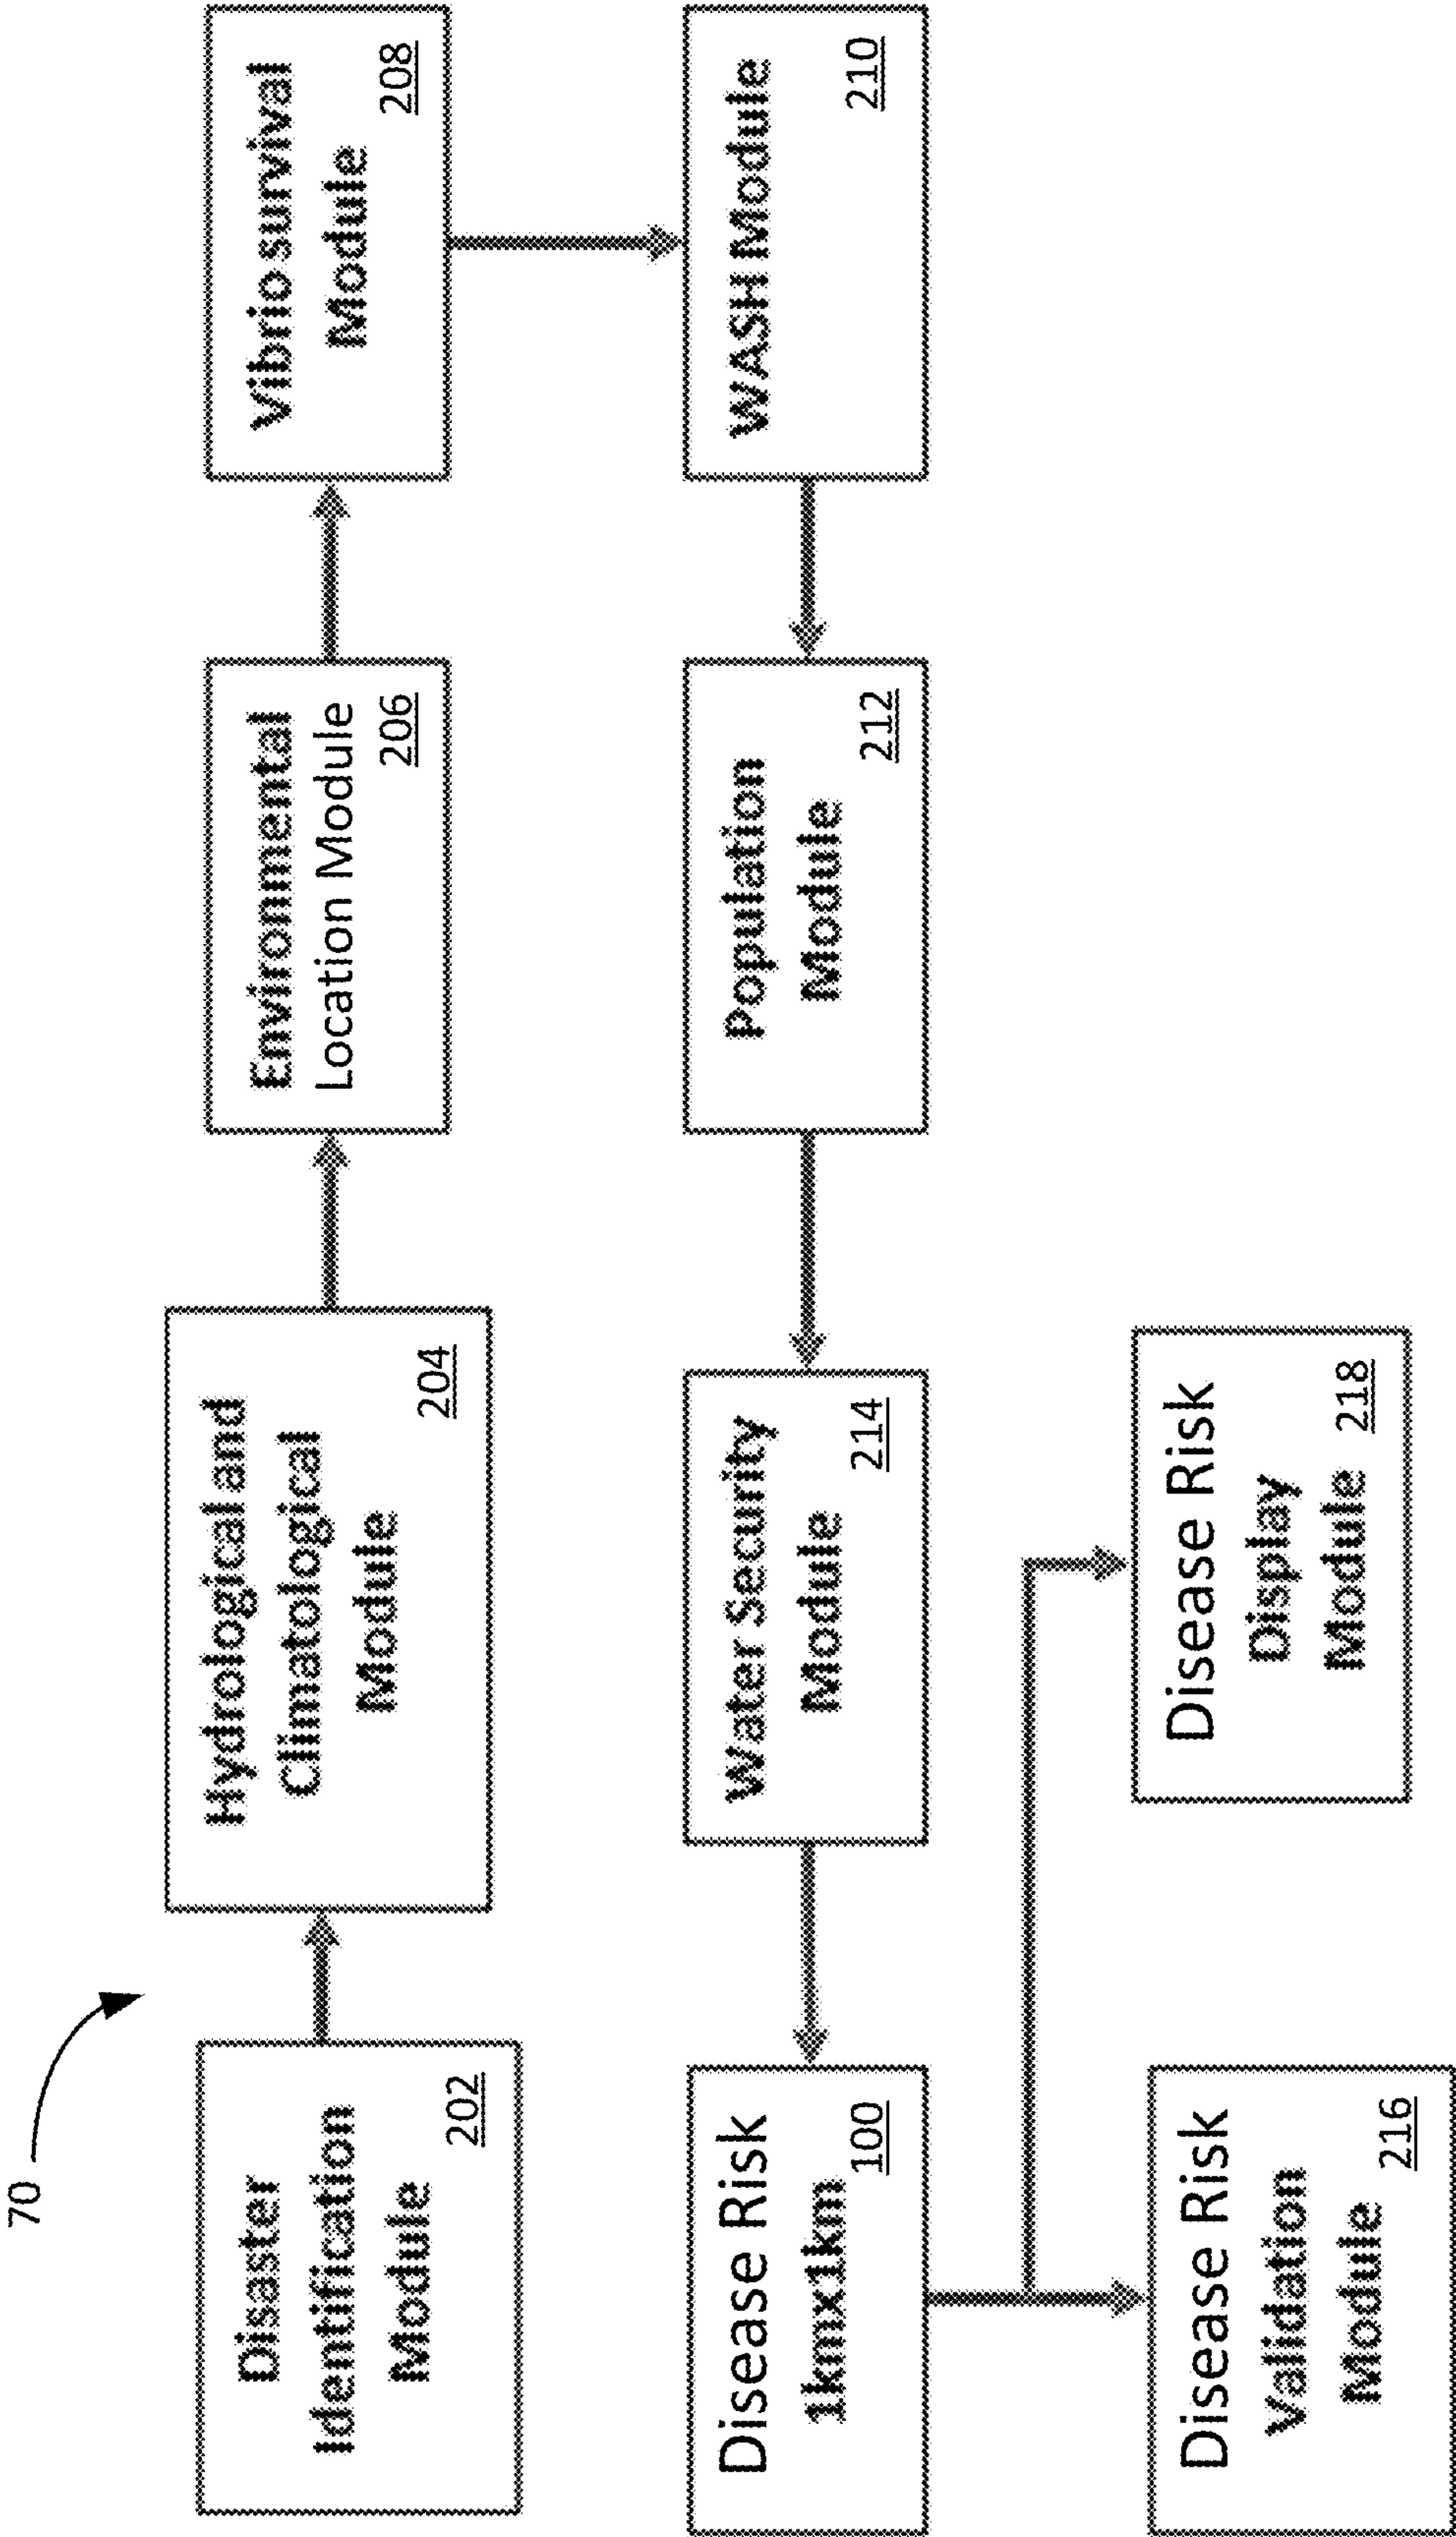 70
Disaster
Identification
Module
202
Hydrological and
Climatological
Module
204
Environmental
Location Module
206
Vibrio survival
Module
208
WASH Module
210
Population
Module
212
Water Security
Module
214
Disease Risk
1kmx1km
100
Disease Risk
Validation
Module
216
Disease Risk
Display
Module 218